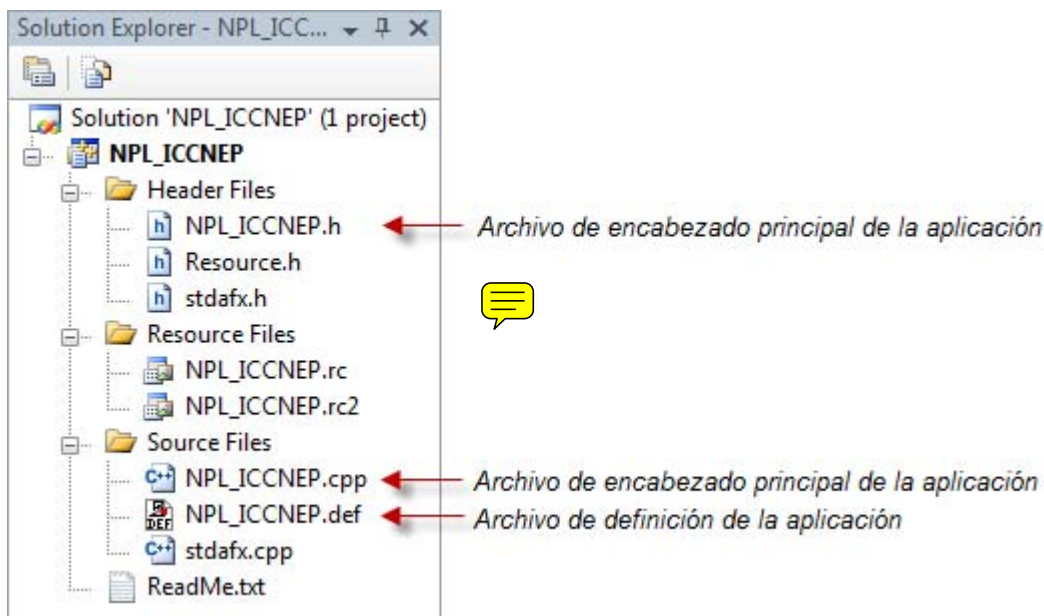 Solution Explorer - NPL_ICC...
Solution 'NPL_ICCNEP' (1 project)
NPL_ICCNEP
Header Files
NPL_ICCNEP.h Archivo de encabezado principal de la aplicación
Resource.h
stdafx.h
Resource Files
NPL_ICCNEP.rc
NPL_ICCNEP.rc2
Source Files
NPL_ICCNEP.cpp Archivo de encabezado principal de la aplicación
NPL_ICCNEP.def Archivo de definición de la aplicación
stdafx.cpp
ReadMe.txt